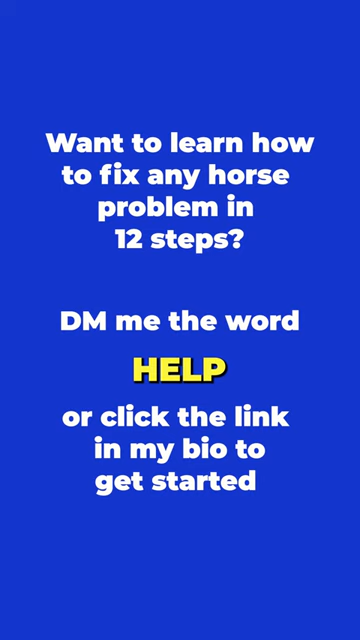 Want to learn how
to fix any horse
problem in
12 steps?
DM me the word
HELP
or click the link
in my bio to
get started